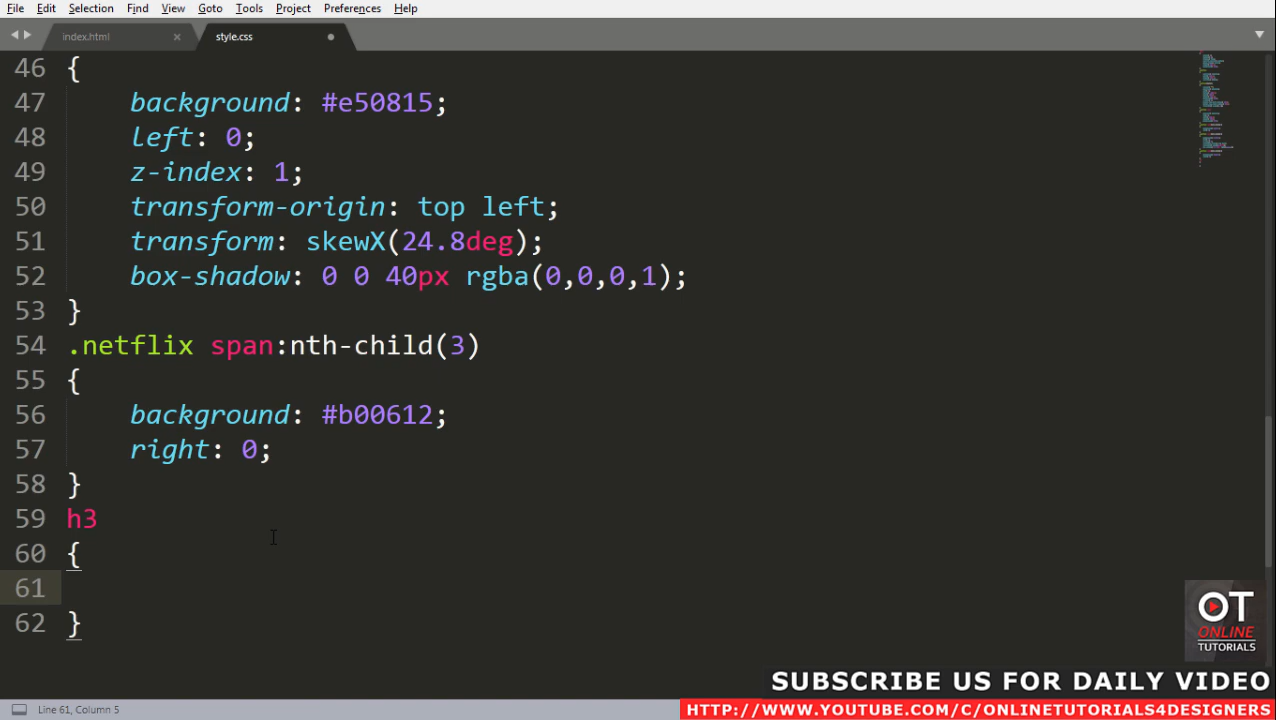 File Edit Selection Find View Goto Tools Project Preferences Help
index.html × style.css
46 {
47 background: #e50815;
48 left: 0;
49 z-index: 1;
50 transform-origin: top left;
51 transform: skewX(24.8deg);
52 box-shadow: 0 0 40px rgba(0,0,0,1);
53 }
54 .netflix span:nth-child(3)
55 {
56 background: #b00612;
57 right: 0;
58 }
59 h3
60 {
61
62 }
OT
ONLINE
TUTORIALS
SUBSCRIBE US FOR DAILY VIDEO
Line 61, Column 5
HTTP://WWW.YOUTUBE.COM/C/ONLINETUTORIALS4DESIGNERS